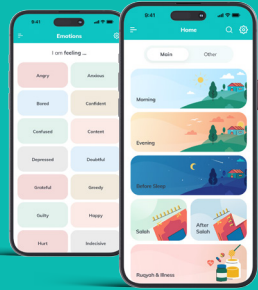 9:41
Emotions
I am feeling ...
Angry Anxious
Bored Confident
Confused Content
Depressed Doubtful
Grateful Greedy
Guilty Happy
Hurt Indecisive
9:41
Home
Main Other
Morning
Evening
Before Sleep
Salah After Salah
Ruqyah & Illness